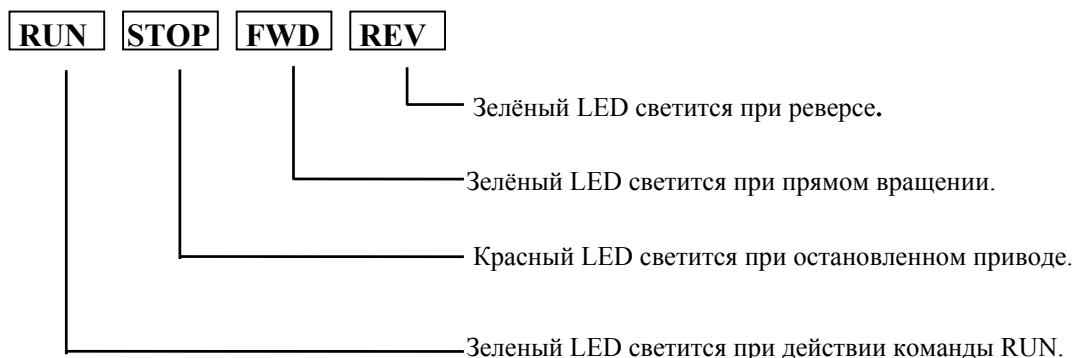 RUN STOP FWD REV
Зелёный LED светится при реверсе.
Зелёный LED светится при прямом вращении.
Красный LED светится при остановленном приводе.
Зеленый LED светится при действии команды RUN.